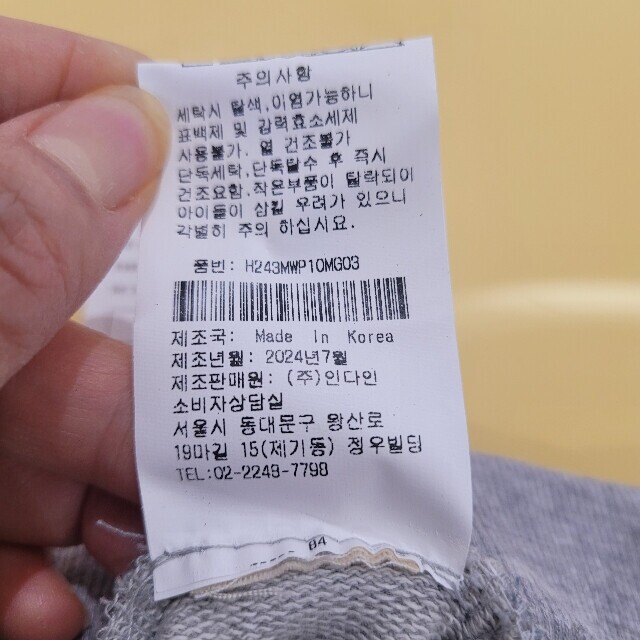 주의사항
세탁시 탈색,이염가능하니
표백제 및 강력효소세제
사용불가. 열 건조불가
단독세탁,단독탈수 후 즉시
건조요함.작은부품이 탈락되어
아이들이 삼킬 우려가 있으니
각별히 주의 하십시요.
품번: H243MWP10MG03
제조국: Made In Korea
제조년월: 2024년7월
제조판매원: (주)인다인
소비자상담실
서울시 동대문구 왕산로
19마길 15(제기동) 정우빌딩
TEL:02-2248-7798
84